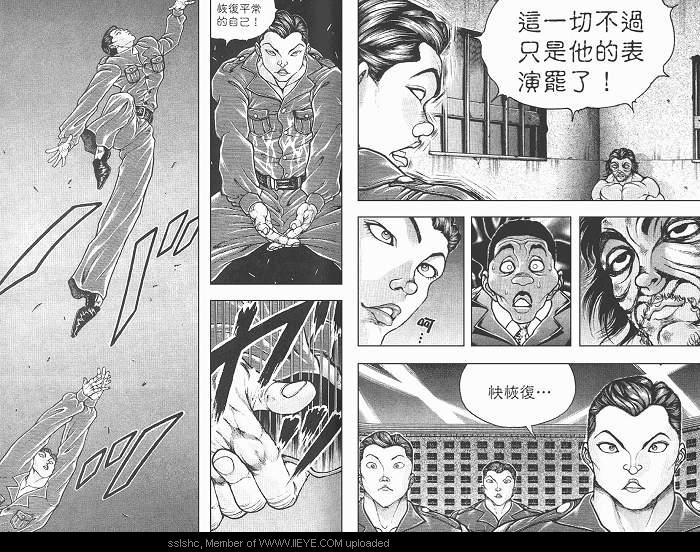 這一切不過
只是他的表
演罷了！
呵……
快恢復…
恢復平常
的自己！
sslshc, Member of WWW.IIEYE.COM uploaded